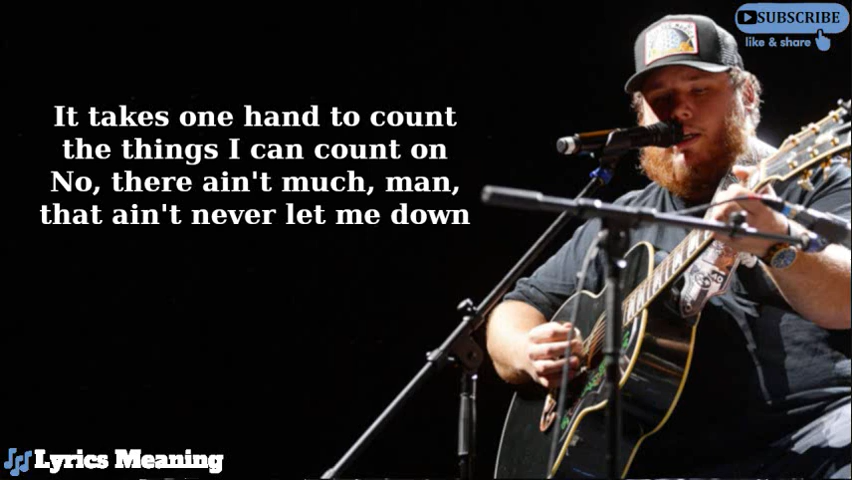 SUBSCRIBE
like & share
It takes one hand to count
the things I can count on
No, there ain't much, man,
that ain't never let me down
Lyrics Meaning